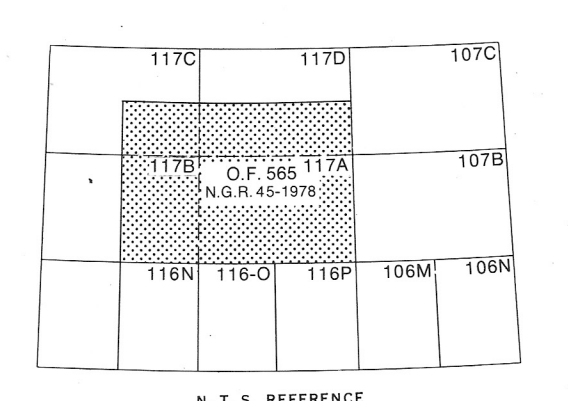 117C 117D 107C
117B O.F. 565 117A 107B
N.G.R. 45-1978
116N 116-O 116P 106M 106N
N. T. S. REFERENCE